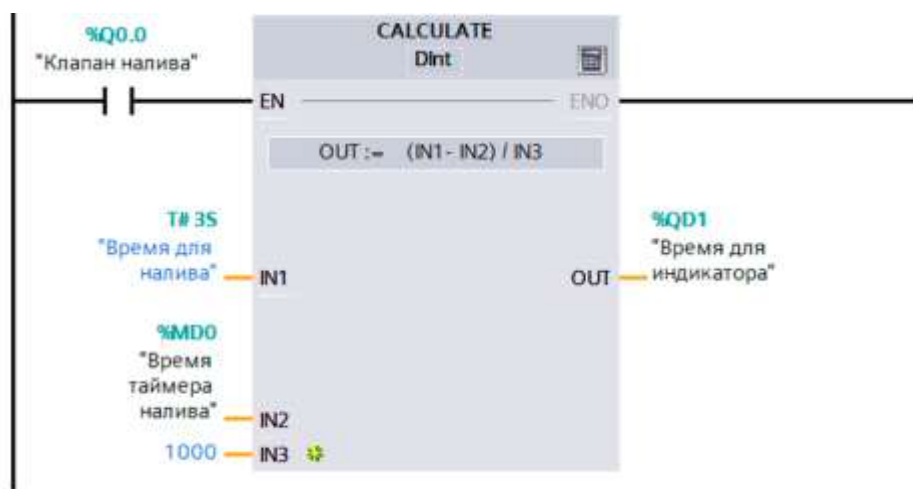 %Q0.0
"Клапан налива"
CALCULATE
DInt
EN
ENO
OUT := (IN1 - IN2) / IN3
T# 3S
"Время для
налива"
IN1
%QD1
"Время для
индикатора"
OUT
%MD0
"Время
таймера
налива"
IN2
1000
IN3